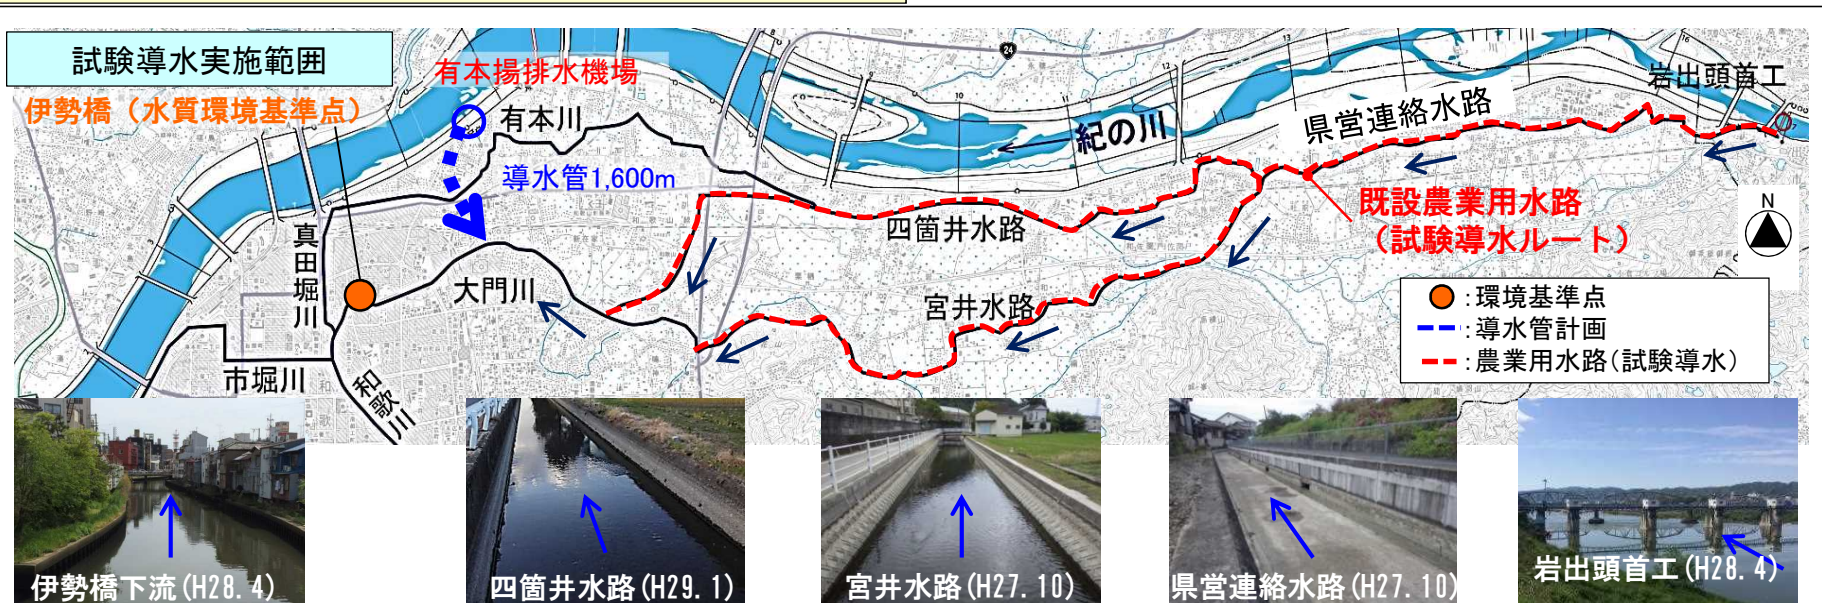 試験導水実施範囲
伊勢橋（水質環境基準点）
有本揚排水機場
有本川
導水管1,600m
紀の川
県営連絡水路
岩出頭首工
24
既設農業用水路
（試験導水ルート）
N
四箇井水路
宮井水路
大門川
真田堀川
市堀川
和歌川
：環境基準点
：導水管計画
：農業用水路（試験導水）
伊勢橋下流(H28.4)
四箇井水路(H29.1)
宮井水路(H27.10)
県営連絡水路(H27.10)
岩出頭首工(H28.4)